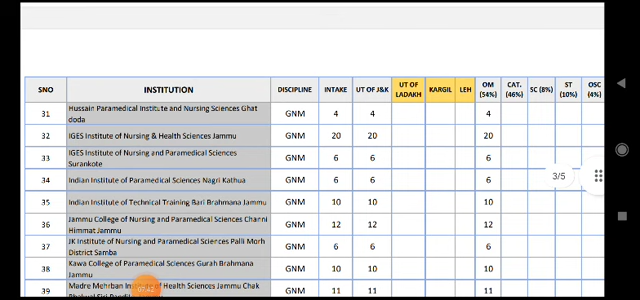 SNO INSTITUTION DISCIPLINE INTAKE UT OF J&K UT OF LADAKH KARGIL LEH OM (54%) CAT. (46%) SC (8%) ST (10%) OSC (4%)
31 Hussain Paramedical Institute and Nursing Sciences Ghat doda GNM 4 4 4
32 IGES Institute of Nursing & Health Sciences Jammu GNM 20 20 20
33 IGES Institute of Nursing and Paramedical Sciences Surankote GNM 6 6 6
34 Indian Institute of Paramedical Sciences Nagri Kathua GNM 6 6 6
3/5
35 Indian Institute of Technical Training Bari Brahmana Jammu GNM 10 10 10
36 Jammu College of Nursing and Paramedical Sciences Channi Himmat Jammu GNM 12 12 12
37 JK Institute of Nursing and Paramedical Sciences Palli Morh District Samba GNM 6 6 6
38 Kawa College of Paramedical Sciences Gurah Brahmana Jammu GNM 10 10 10
39 Madre Mehrban of Health Sciences Jammu Chak GNM 11 11 11